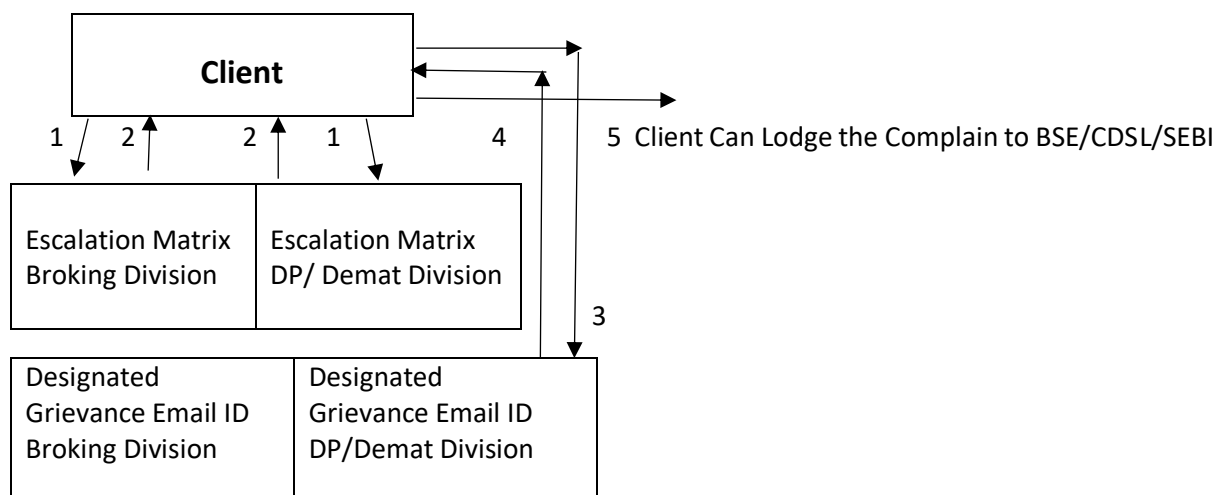 Client
1 2 2 1 4 5 Client Can Lodge the Complain to BSE/CDSL/SEBI
Escalation Matrix
Broking Division
Escalation Matrix
DP/ Demat Division
3
Designated
Grievance Email ID
Broking Division
Designated
Grievance Email ID
DP/Demat Division